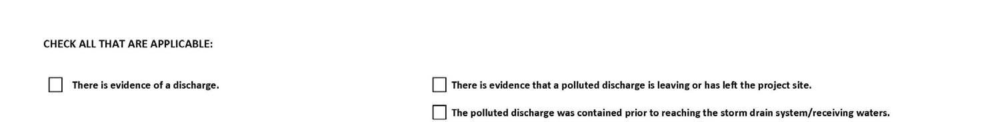 CHECK ALL THAT ARE APPLICABLE:
There is evidence of a discharge.
There is evidence that a polluted discharge is leaving or has left the project site.
The polluted discharge was contained prior to reaching the storm drain system/receiving waters.